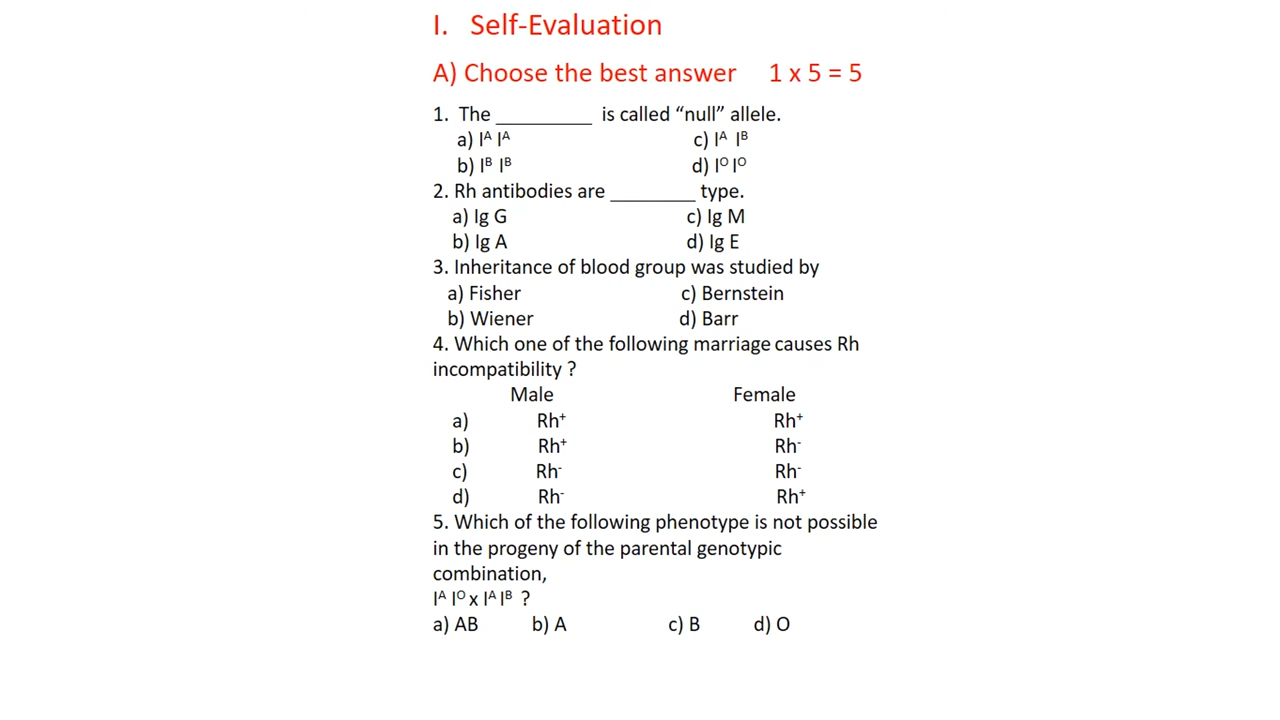 I. Self-Evaluation
A) Choose the best answer 1 x 5 = 5
1. The _________ is called “null” allele.
a) Iᴬ Iᴬ c) Iᴬ Iᴮ
b) Iᴮ Iᴮ d) Iᴼ Iᴼ
2. Rh antibodies are ________ type.
a) Ig G c) Ig M
b) Ig A d) Ig E
3. Inheritance of blood group was studied by
a) Fisher c) Bernstein
b) Wiener d) Barr
4. Which one of the following marriage causes Rh
incompatibility ?
Male Female
a) Rh⁺ Rh⁺
b) Rh⁺ Rh⁻
c) Rh⁻ Rh⁻
d) Rh⁻ Rh⁺
5. Which of the following phenotype is not possible
in the progeny of the parental genotypic
combination,
Iᴬ Iᴼ x Iᴬ Iᴮ ?
a) AB b) A c) B d) O